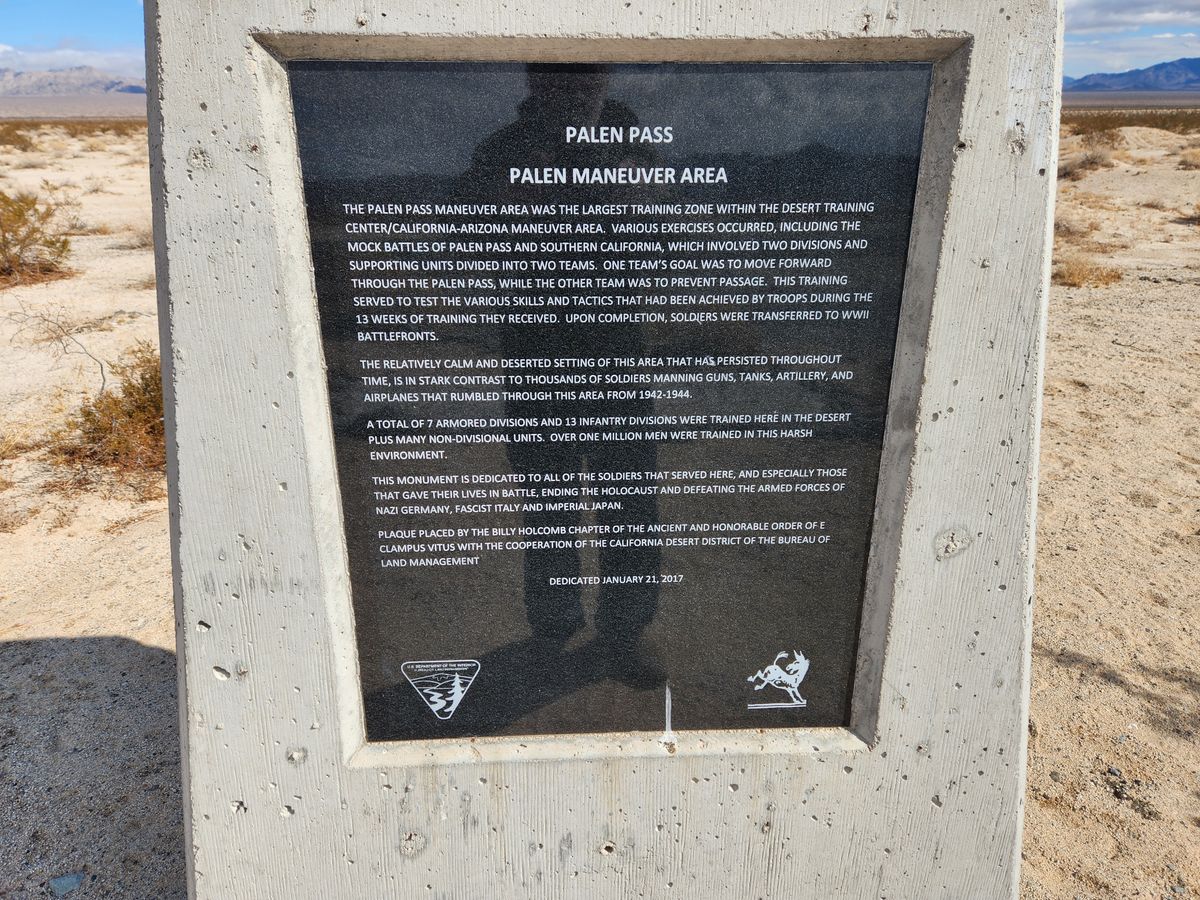 PALEN PASS
PALEN MANEUVER AREA
THE PALEN PASS MANEUVER AREA WAS THE LARGEST TRAINING ZONE WITHIN THE DESERT TRAINING
CENTER/CALIFORNIA-ARIZONA MANEUVER AREA. VARIOUS EXERCISES OCCURRED, INCLUDING THE
MOCK BATTLES OF PALEN PASS AND SOUTHERN CALIFORNIA, WHICH INVOLVED TWO DIVISIONS AND
SUPPORTING UNITS DIVIDED INTO TWO TEAMS. ONE TEAM'S GOAL WAS TO MOVE FORWARD
THROUGH THE PALEN PASS, WHILE THE OTHER TEAM WAS TO PREVENT PASSAGE. THIS TRAINING
SERVED TO TEST THE VARIOUS SKILLS AND TACTICS THAT HAD BEEN ACHIEVED BY TROOPS DURING THE
13 WEEKS OF TRAINING THEY RECEIVED. UPON COMPLETION, SOLDIERS WERE TRANSFERRED TO WWII
BATTLEFRONTS.
THE RELATIVELY CALM AND DESERTED SETTING OF THIS AREA THAT HAS PERSISTED THROUGHOUT
TIME, IS IN STARK CONTRAST TO THOUSANDS OF SOLDIERS MANNING GUNS, TANKS, ARTILLERY, AND
AIRPLANES THAT RUMBLED THROUGH THIS AREA FROM 1942-1944.
A TOTAL OF 7 ARMORED DIVISIONS AND 13 INFANTRY DIVISIONS WERE TRAINED HERE IN THE DESERT
PLUS MANY NON-DIVISIONAL UNITS. OVER ONE MILLION MEN WERE TRAINED IN THIS HARSH
ENVIRONMENT.
THIS MONUMENT IS DEDICATED TO ALL OF THE SOLDIERS THAT SERVED HERE, AND ESPECIALLY THOSE
THAT GAVE THEIR LIVES IN BATTLE, ENDING THE HOLOCAUST AND DEFEATING THE ARMED FORCES OF
NAZI GERMANY, FASCIST ITALY AND IMPERIAL JAPAN.
PLAQUE PLACED BY THE BILLY HOLCOMB CHAPTER OF THE ANCIENT AND HONORABLE ORDER OF E
CLAMPUS VITUS WITH THE COOPERATION OF THE CALIFORNIA DESERT DISTRICT OF THE BUREAU OF
LAND MANAGEMENT
DEDICATED JANUARY 21, 2017
U.S. DEPARTMENT OF THE INTERIOR
BUREAU OF LAND MANAGEMENT